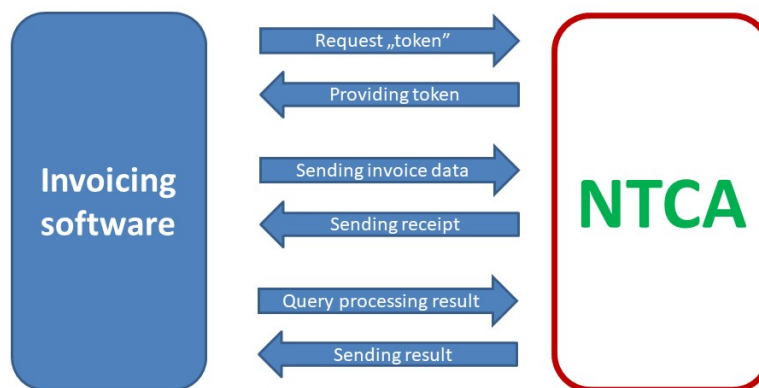 Invoicing
software
Request „token”
Providing token
Sending invoice data
Sending receipt
Query processing result
Sending result
NTCA